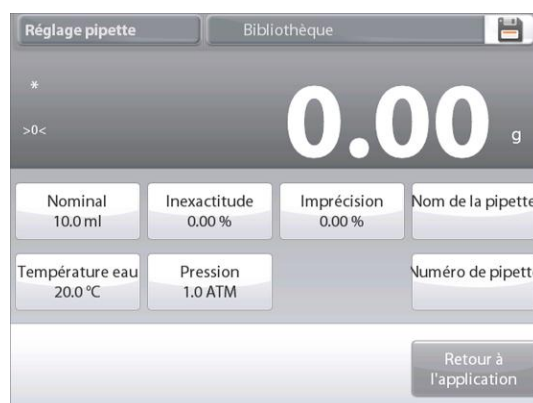 Réglage pipette
Bibliothèque
*
>0<
0.00 g
Nominal
10.0 ml
Inexactitude
0.00 %
Imprécision
0.00 %
Nom de la pipette
Température eau
20.0 °C
Pression
1.0 ATM
Numéro de pipett
Retour à
l'application